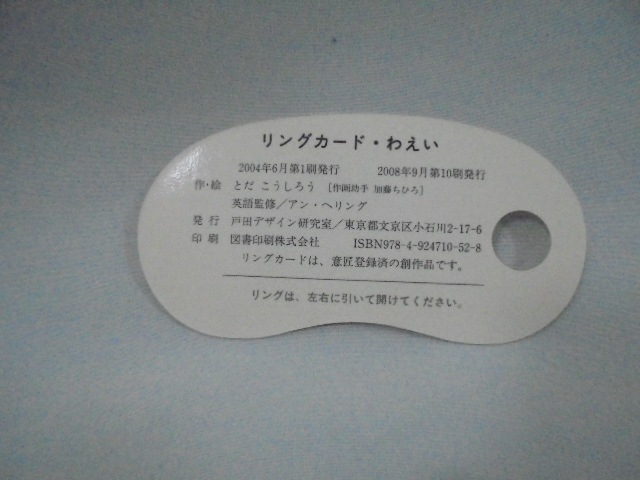 リングカード・わえい
2004年6月第1刷発行 2008年9月第10刷発行
作・絵 とだ こうしろう [作画助手 加藤ちひろ]
英語監修／アン・ヘリング
発行 戸田デザイン研究室／東京都文京区小石川2-17-6
印刷 図書印刷株式会社 ISBN978-4-924710-52-8
リングカードは、意匠登録済の創作品です。
リングは、左右に引いて開けてください。